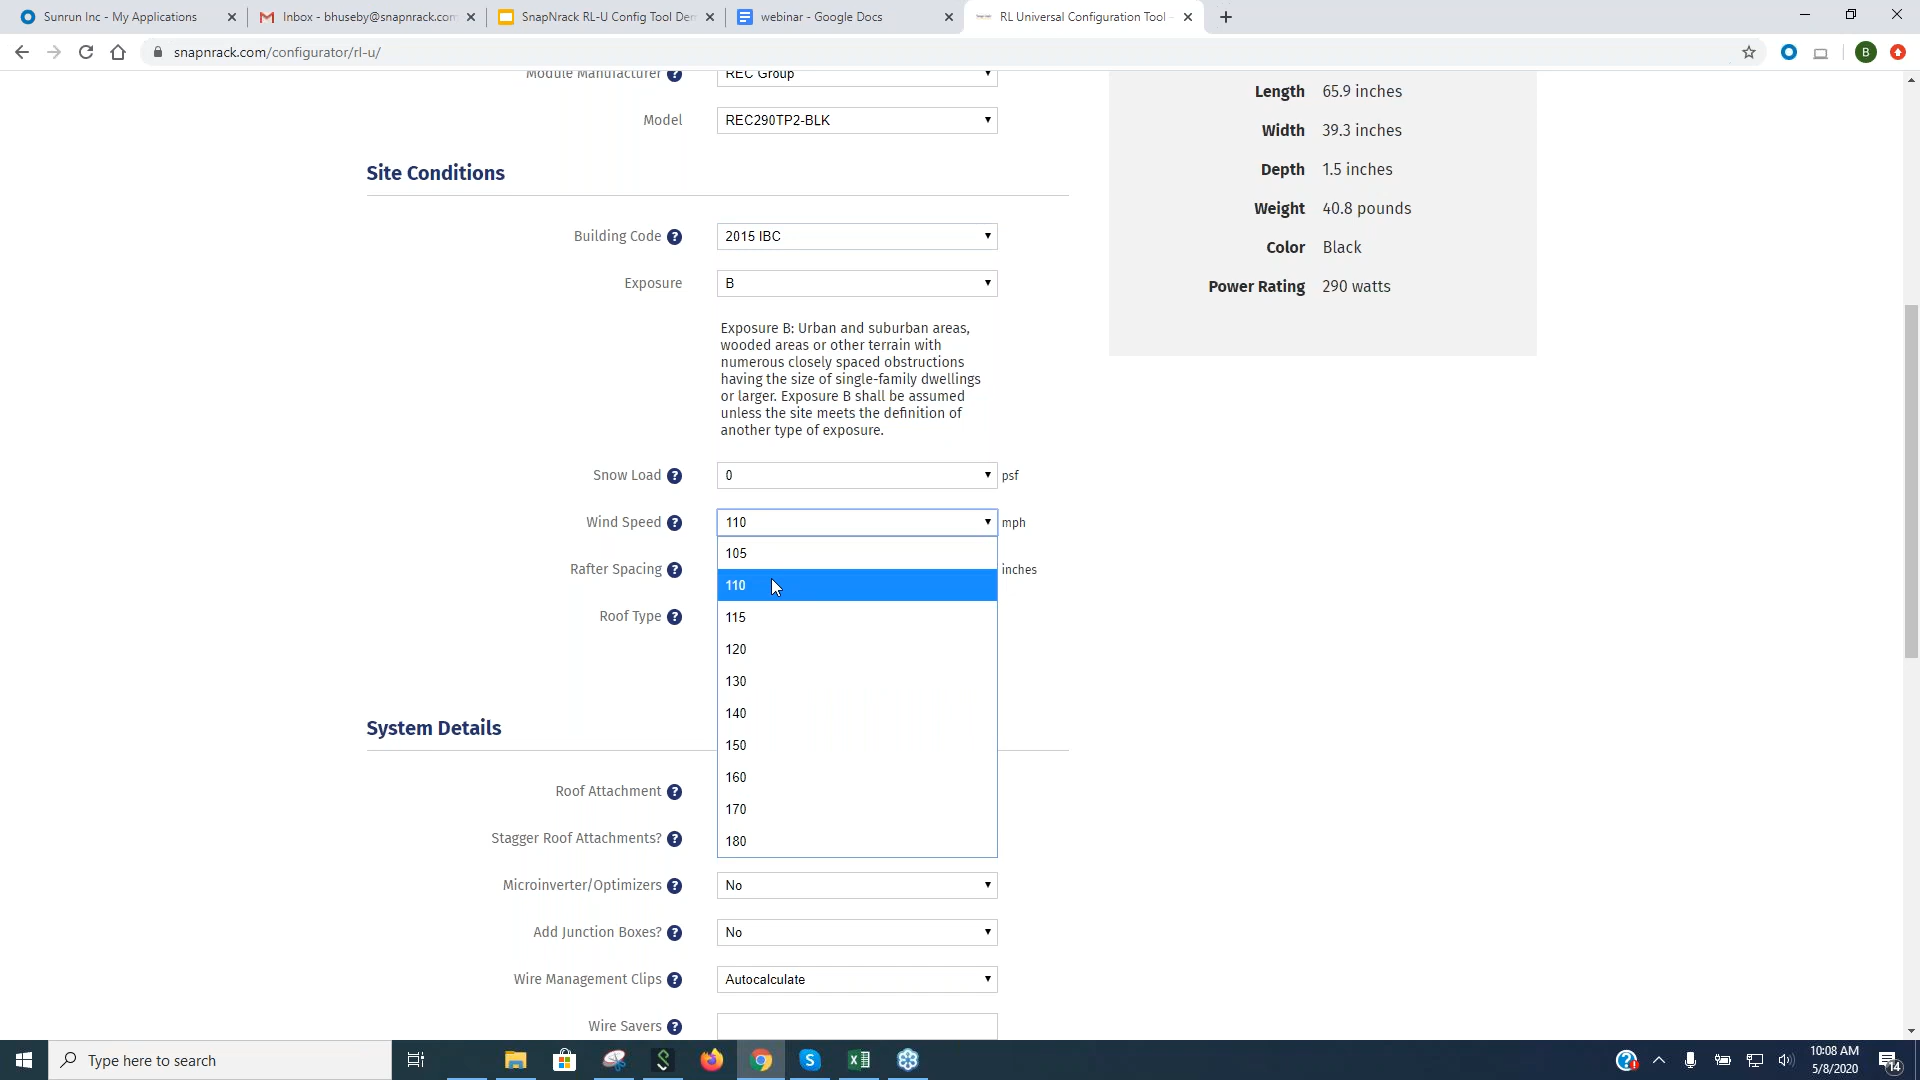 Sunrun Inc - My Applications
Inbox - bhuseby@snapnrack.com
SnapNrack RL-U Config Tool Der
webinar - Google Docs
RL Universal Configuration Tool -
snapnrack.com/configurator/rl-u/
B
Module Manufacturer ? REC Group
Model REC290TP2-BLK
Site Conditions
Building Code ? 2015 IBC
Exposure B
Exposure B: Urban and suburban areas,
wooded areas or other terrain with
numerous closely spaced obstructions
having the size of single-family dwellings
or larger. Exposure B shall be assumed
unless the site meets the definition of
another type of exposure.
Snow Load ? 0 psf
Wind Speed ? 110 mph
105
Rafter Spacing ? inches
110
Roof Type ?
115
120
130
140
150
160
170
180
System Details
Roof Attachment ?
Stagger Roof Attachments? ?
Microinverter/Optimizers ? No
Add Junction Boxes? ? No
Wire Management Clips ? Autocalculate
Wire Savers ?
Length 65.9 inches
Width 39.3 inches
Depth 1.5 inches
Weight 40.8 pounds
Color Black
Power Rating 290 watts
Type here to search
10:08 AM
5/8/2020
14